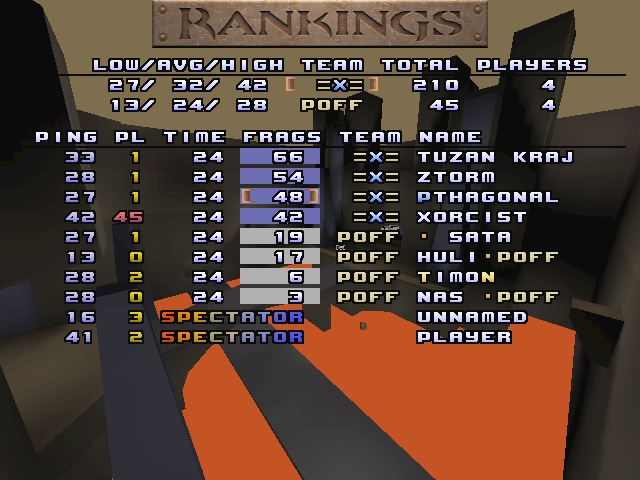 RANKINGS
LOW/AVG/HIGH TEAM TOTAL PLAYERS
27/ 32/ 42 =X= 210 4
13/ 24/ 28 POFF 45 4
PING PL TIME FRAGS TEAM NAME
33 1 24 66 =X= TUZAN KRAJ
28 1 24 54 =X= ZTORM
27 1 24 48 =X= PTHAGONAL
42 45 24 42 =X= XORCIST
27 1 24 19 POFF · SATA
13 0 24 17 POFF HULI·POFF
28 2 24 6 POFF TIMON
28 0 24 3 POFF NAS ·POFF
16 3 SPECTATOR UNNAMED
41 2 SPECTATOR PLAYER